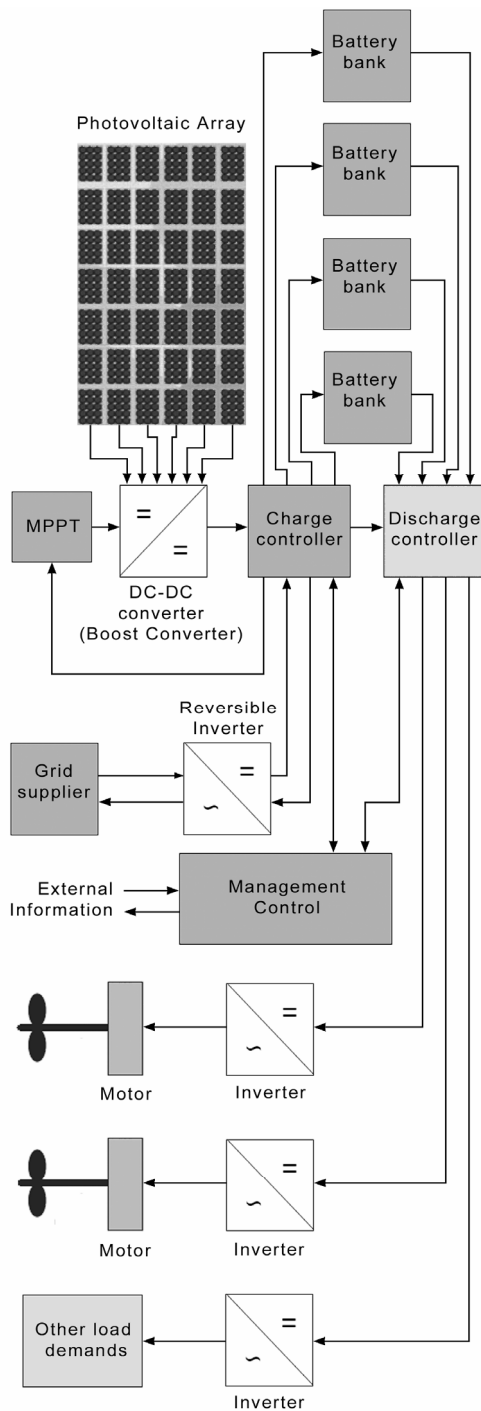 Battery
bank
Photovoltaic Array
Battery
bank
Battery
bank
Battery
bank
MPPT
=
=
Charge
controller
Discharge
controller
DC-DC
converter
(Boost Converter)
Reversible
Inverter
Grid
supplier
=
~
External
Information
Management
Control
=
~
Motor
Inverter
=
~
Motor
Inverter
Other load
demands
=
~
Inverter